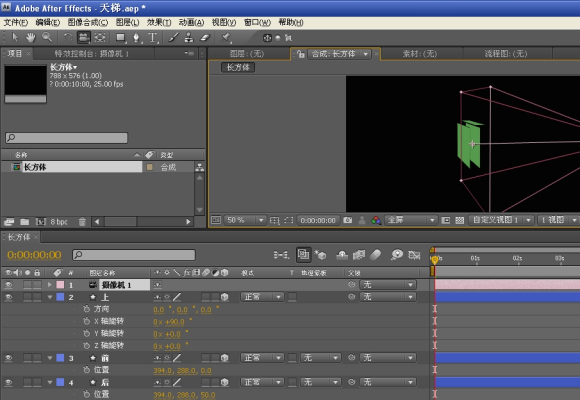 Adobe After Effects - 天梯.aep *
文件(F) 编辑(E) 图像合成(C) 图层(L) 效果(T) 动画(A) 视图(V) 窗口(W) 帮助(H)
项目 特效控制台: 摄像机 1 图层: (无) 合成: 长方体 素材: (无) 流程图: (无)
长方体▼ 长方体
788 x 576 (1.00)
? 0:00:10:00, 25.00 fps
名称 类型
长方体 合成
8 bpc 50 % 0:00:00:00 全屏 自定义视图 1 1 视图
长方体
0:00:00:00
# 图层名称 模式 T 轨道蒙板 父级 00s 01s 02s 03s
1 摄像机 1 无
2 上 正常 无
方向 0.0 °, 0.0 °, 0.0 °
X 轴旋转 0 x +90.0 °
Y 轴旋转 0 x +0.0 °
Z 轴旋转 0 x +0.0 °
3 前 正常 无 无
位置 394.0, 288.0, 0.0
4 后 正常 无 无
位置 394.0, 288.0, 50.0